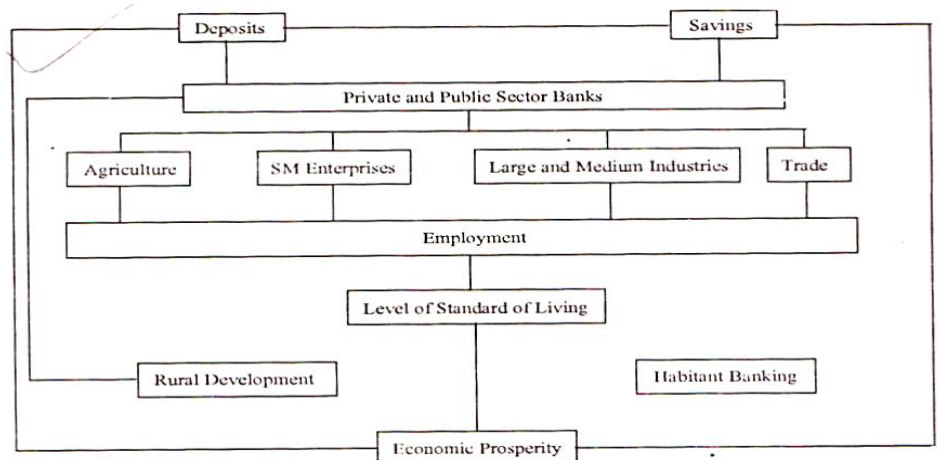 Deposits
Savings
Private and Public Sector Banks
Agriculture
SM Enterprises
Large and Medium Industries
Trade
Employment
Level of Standard of Living
Rural Development
Habitant Banking
Economic Prosperity